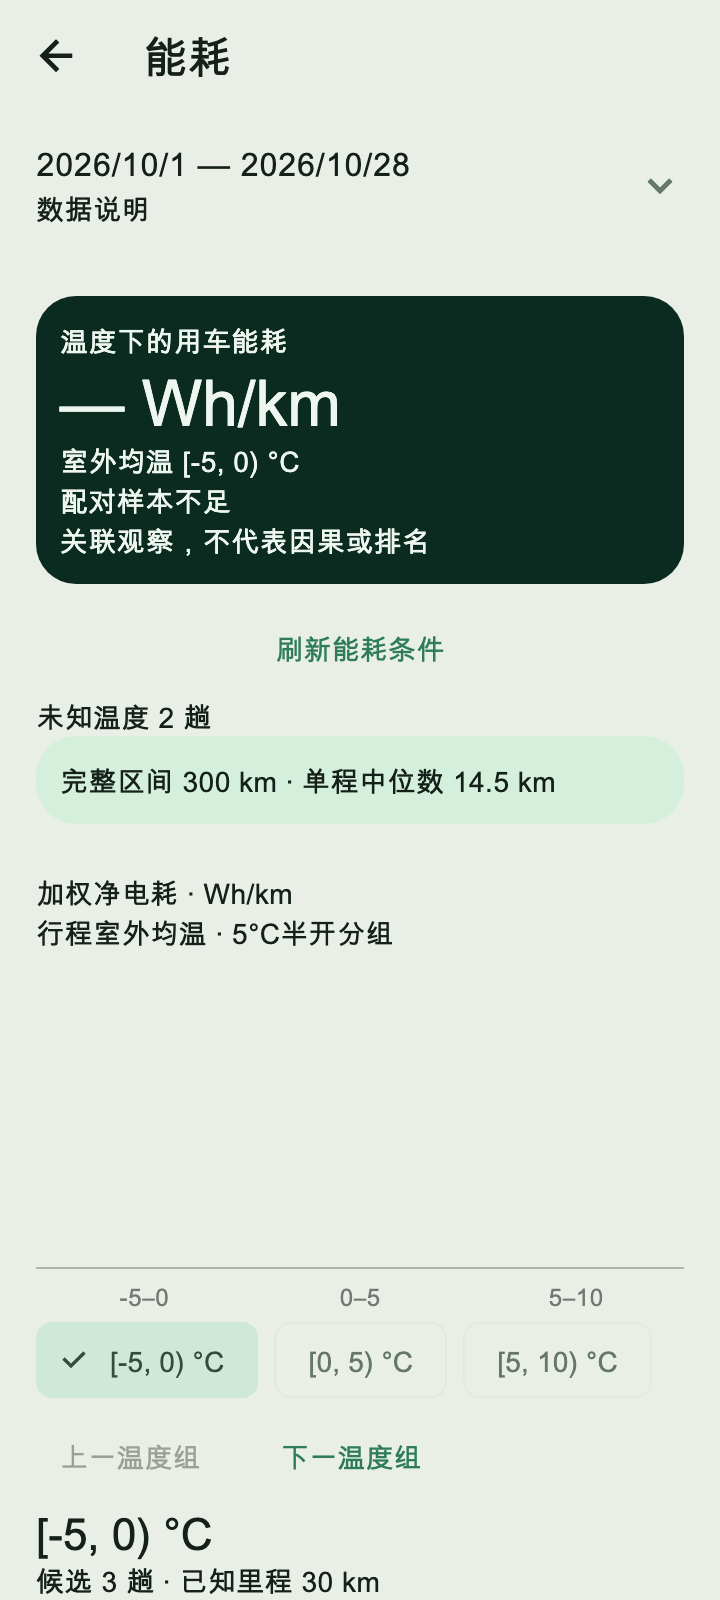 能耗
2026/10/1 — 2026/10/28
数据说明
温度下的用车能耗
— Wh/km
室外均温 [-5, 0) °C
配对样本不足
关联观察，不代表因果或排名
刷新能耗条件
未知温度 2 趟
完整区间 300 km · 单程中位数 14.5 km
加权净电耗 · Wh/km
行程室外均温 · 5°C半开分组
-5–0 0–5 5–10
[-5, 0) °C [0, 5) °C [5, 10) °C
上一温度组 下一温度组
[-5, 0) °C
候选 3 趟 · 已知里程 30 km